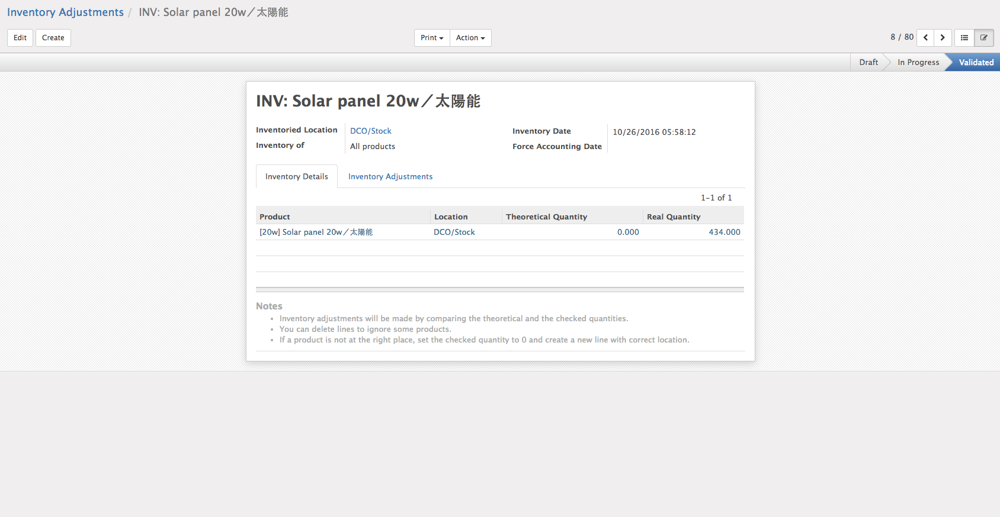 Inventory Adjustments / INV: Solar panel 20w／太陽能
Edit Create Print Action 8 / 80
Draft In Progress Validated
INV: Solar panel 20w／太陽能
Inventoried Location DCO/Stock Inventory Date 10/26/2016 05:58:12
Inventory of All products Force Accounting Date
Inventory Details Inventory Adjustments
1-1 of 1
Product Location Theoretical Quantity Real Quantity
[20w] Solar panel 20w／太陽能 DCO/Stock 0.000 434.000
Notes
• Inventory adjustments will be made by comparing the theoretical and the checked quantities.
• You can delete lines to ignore some products.
• If a product is not at the right place, set the checked quantity to 0 and create a new line with correct location.